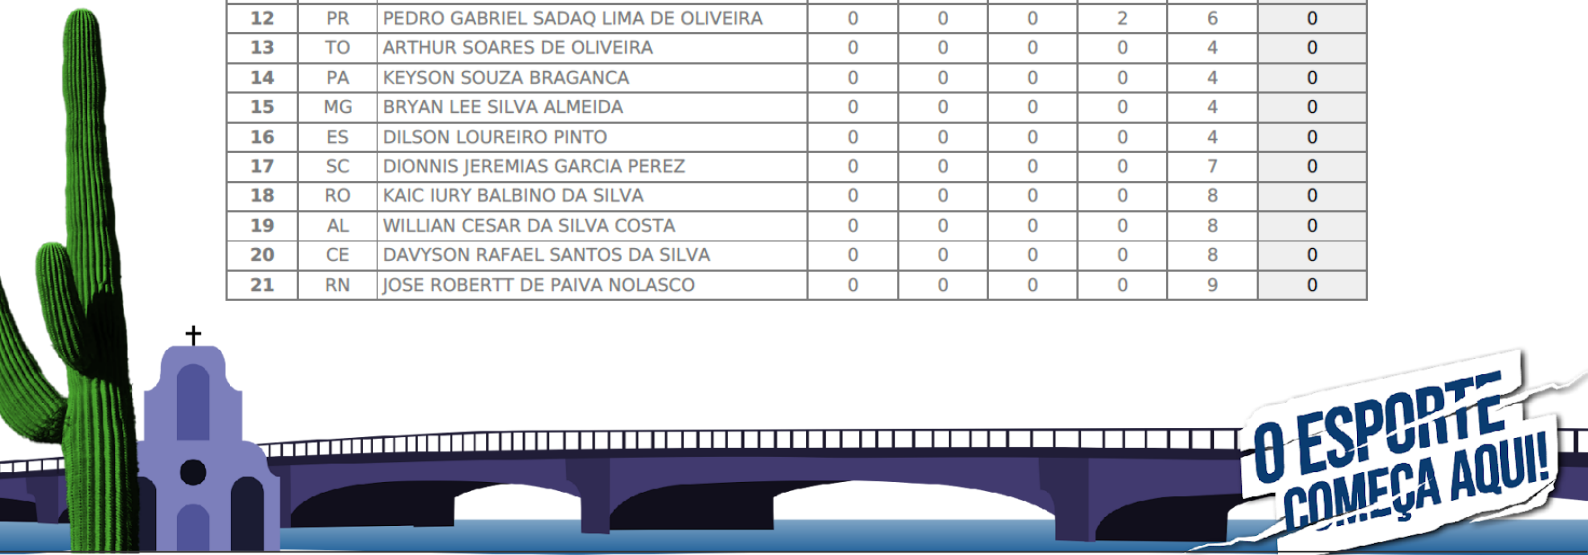 12 PR PEDRO GABRIEL SADAQ LIMA DE OLIVEIRA 0 0 0 2 6 0
13 TO ARTHUR SOARES DE OLIVEIRA 0 0 0 0 4 0
14 PA KEYSON SOUZA BRAGANCA 0 0 0 0 4 0
15 MG BRYAN LEE SILVA ALMEIDA 0 0 0 0 4 0
16 ES DILSON LOUREIRO PINTO 0 0 0 0 4 0
17 SC DIONNIS JEREMIAS GARCIA PEREZ 0 0 0 0 7 0
18 RO KAIC IURY BALBINO DA SILVA 0 0 0 0 8 0
19 AL WILLIAN CESAR DA SILVA COSTA 0 0 0 0 8 0
20 CE DAVYSON RAFAEL SANTOS DA SILVA 0 0 0 0 8 0
21 RN JOSE ROBERTT DE PAIVA NOLASCO 0 0 0 0 9 0
O ESPORTE
COMEÇA AQUI!